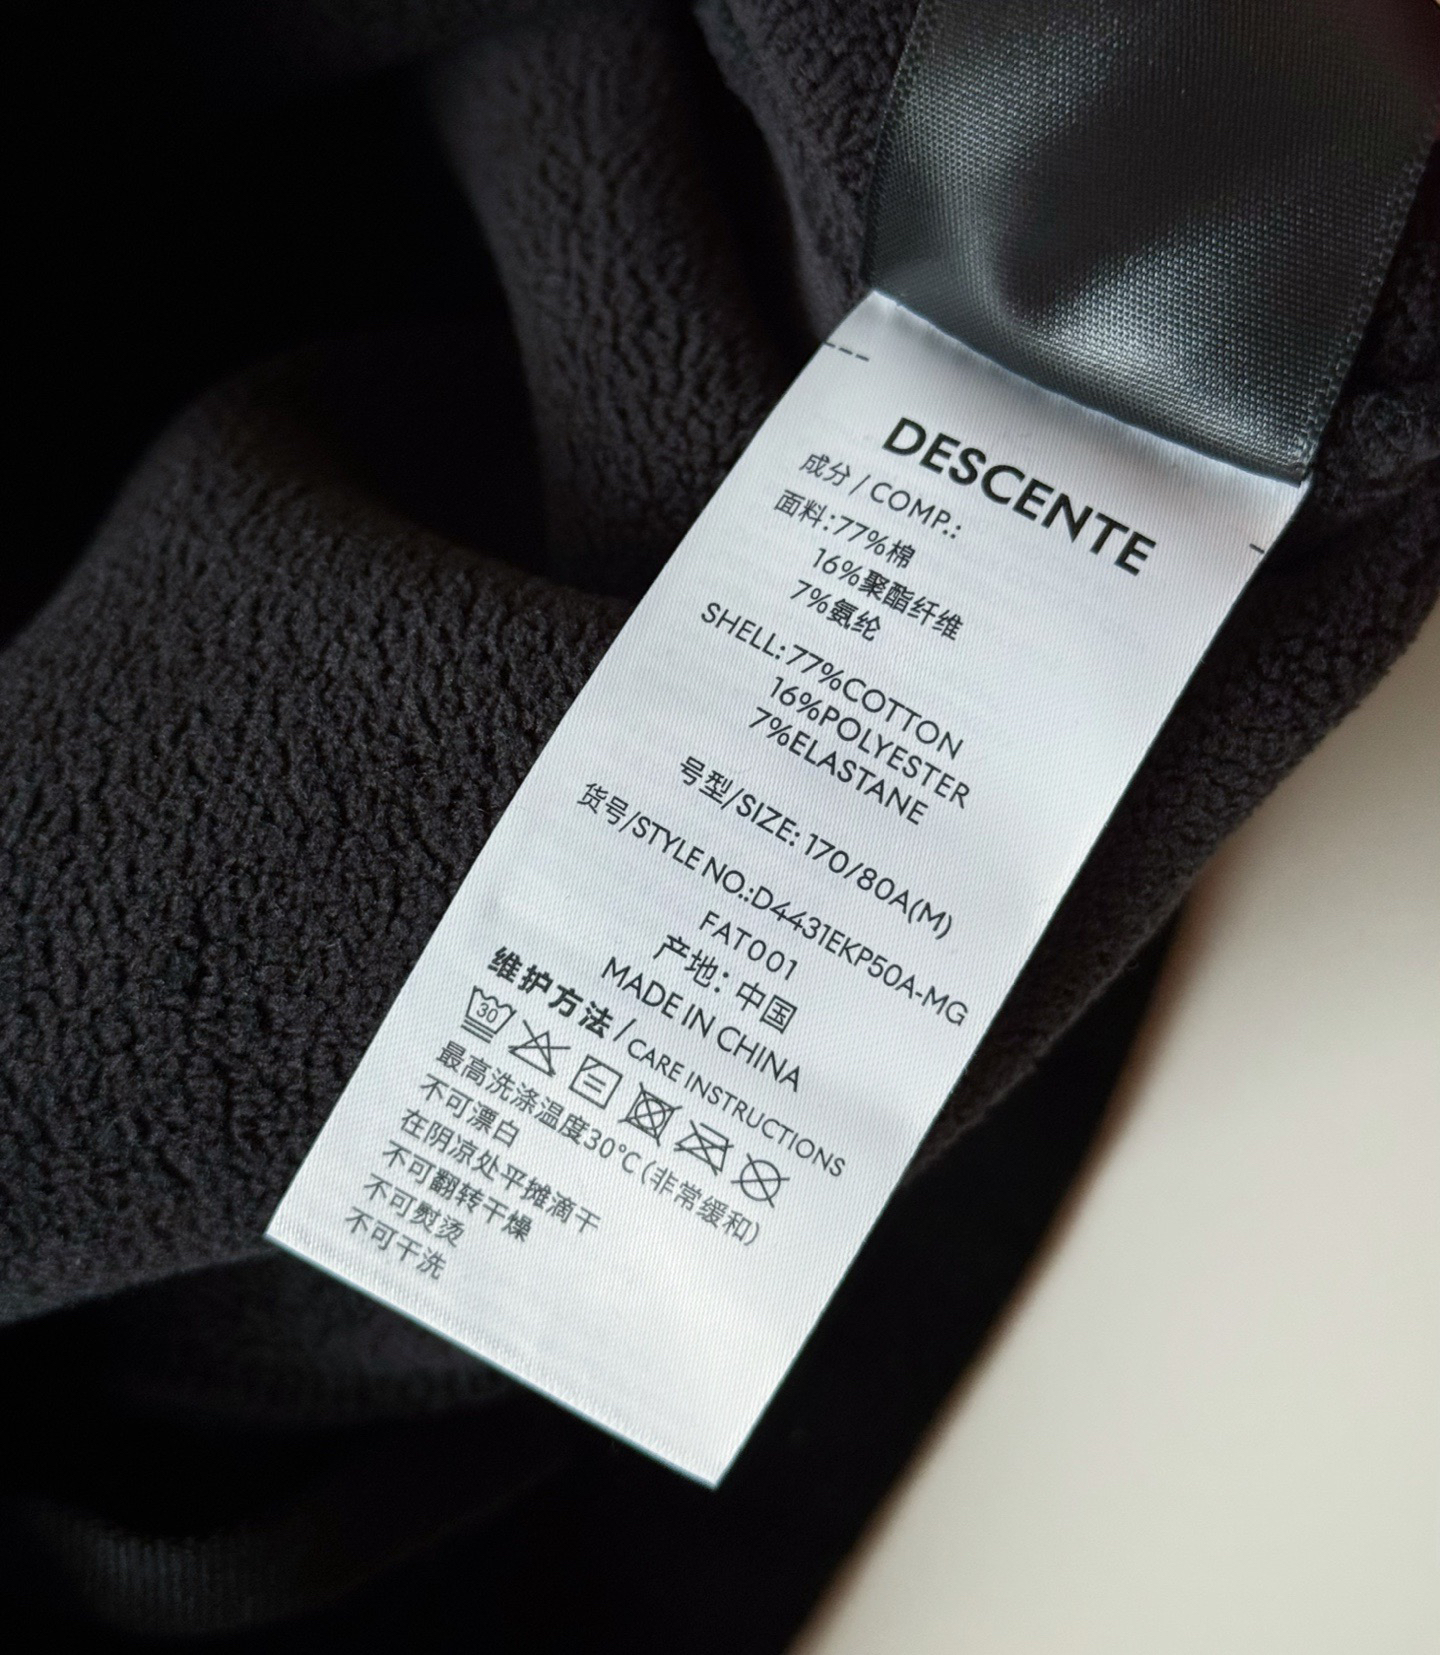 DESCENTE
成分 / COMP.:
面料:77%棉
16%聚酯纤维
7%氨纶
SHELL:77%COTTON
16%POLYESTER
7%ELASTANE
号型/SIZE: 170/80A(M)
货号/STYLE NO.:D4431EKP50A-MG
FAT001
产地：中国
MADE IN CHINA
维护方法 / CARE INSTRUCTIONS
30
最高洗涤温度30°C (非常缓和)
不可漂白
在阴凉处平摊滴干
不可翻转干燥
不可熨烫
不可干洗